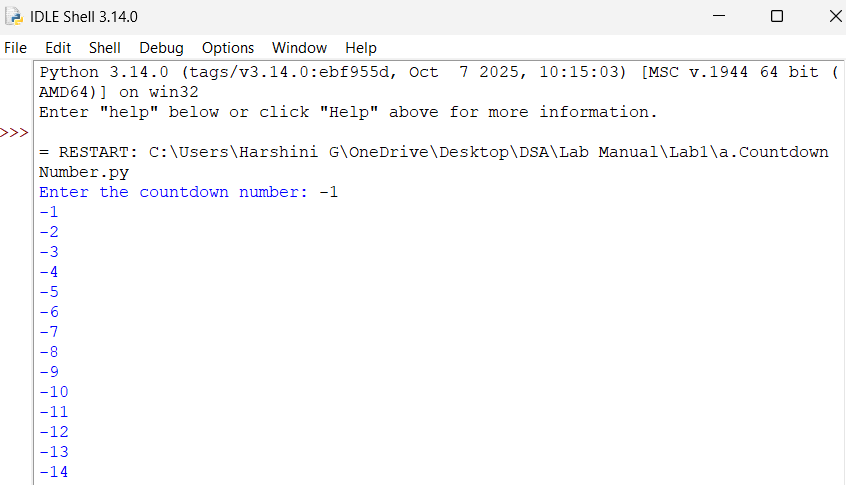 IDLE Shell 3.14.0
File Edit Shell Debug Options Window Help
Python 3.14.0 (tags/v3.14.0:ebf955d, Oct  7 2025, 10:15:03) [MSC v.1944 64 bit (
AMD64)] on win32
Enter "help" below or click "Help" above for more information.
>>>
= RESTART: C:\Users\Harshini G\OneDrive\Desktop\DSA\Lab Manual\Lab1\a.Countdown
Number.py
Enter the countdown number: -1
-1
-2
-3
-4
-5
-6
-7
-8
-9
-10
-11
-12
-13
-14